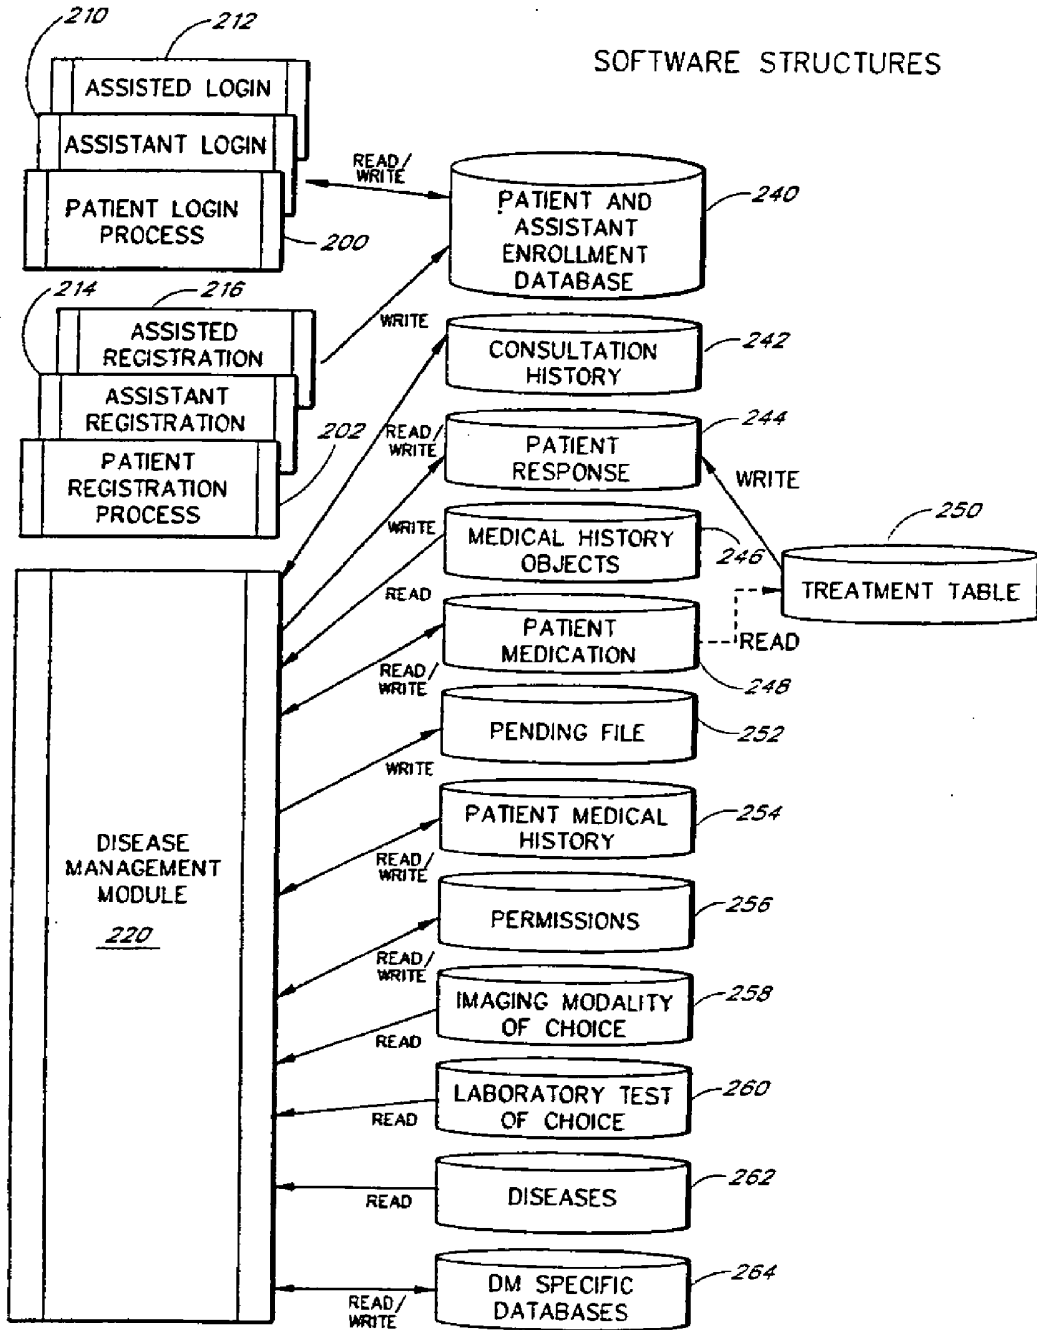 210
212
SOFTWARE STRUCTURES
ASSISTED LOGIN
ASSISTANT LOGIN
PATIENT LOGIN
PROCESS
200
READ/
WRITE
PATIENT AND
ASSISTANT
ENROLLMENT
DATABASE
240
214
216
ASSISTED
REGISTRATION
ASSISTANT
REGISTRATION
PATIENT
REGISTRATION
PROCESS
202
WRITE
CONSULTATION
HISTORY
242
READ/
WRITE
PATIENT
RESPONSE
244
WRITE
WRITE
MEDICAL HISTORY
OBJECTS
246
250
TREATMENT TABLE
READ
PATIENT
MEDICATION
READ
248
READ/
WRITE
PENDING FILE
252
WRITE
DISEASE
MANAGEMENT
MODULE
220
PATIENT MEDICAL
HISTORY
254
READ/
WRITE
PERMISSIONS
256
READ/
WRITE
IMAGING MODALITY
OF CHOICE
258
READ
LABORATORY TEST
OF CHOICE
260
READ
DISEASES
262
READ
DM SPECIFIC
DATABASES
264
READ/
WRITE